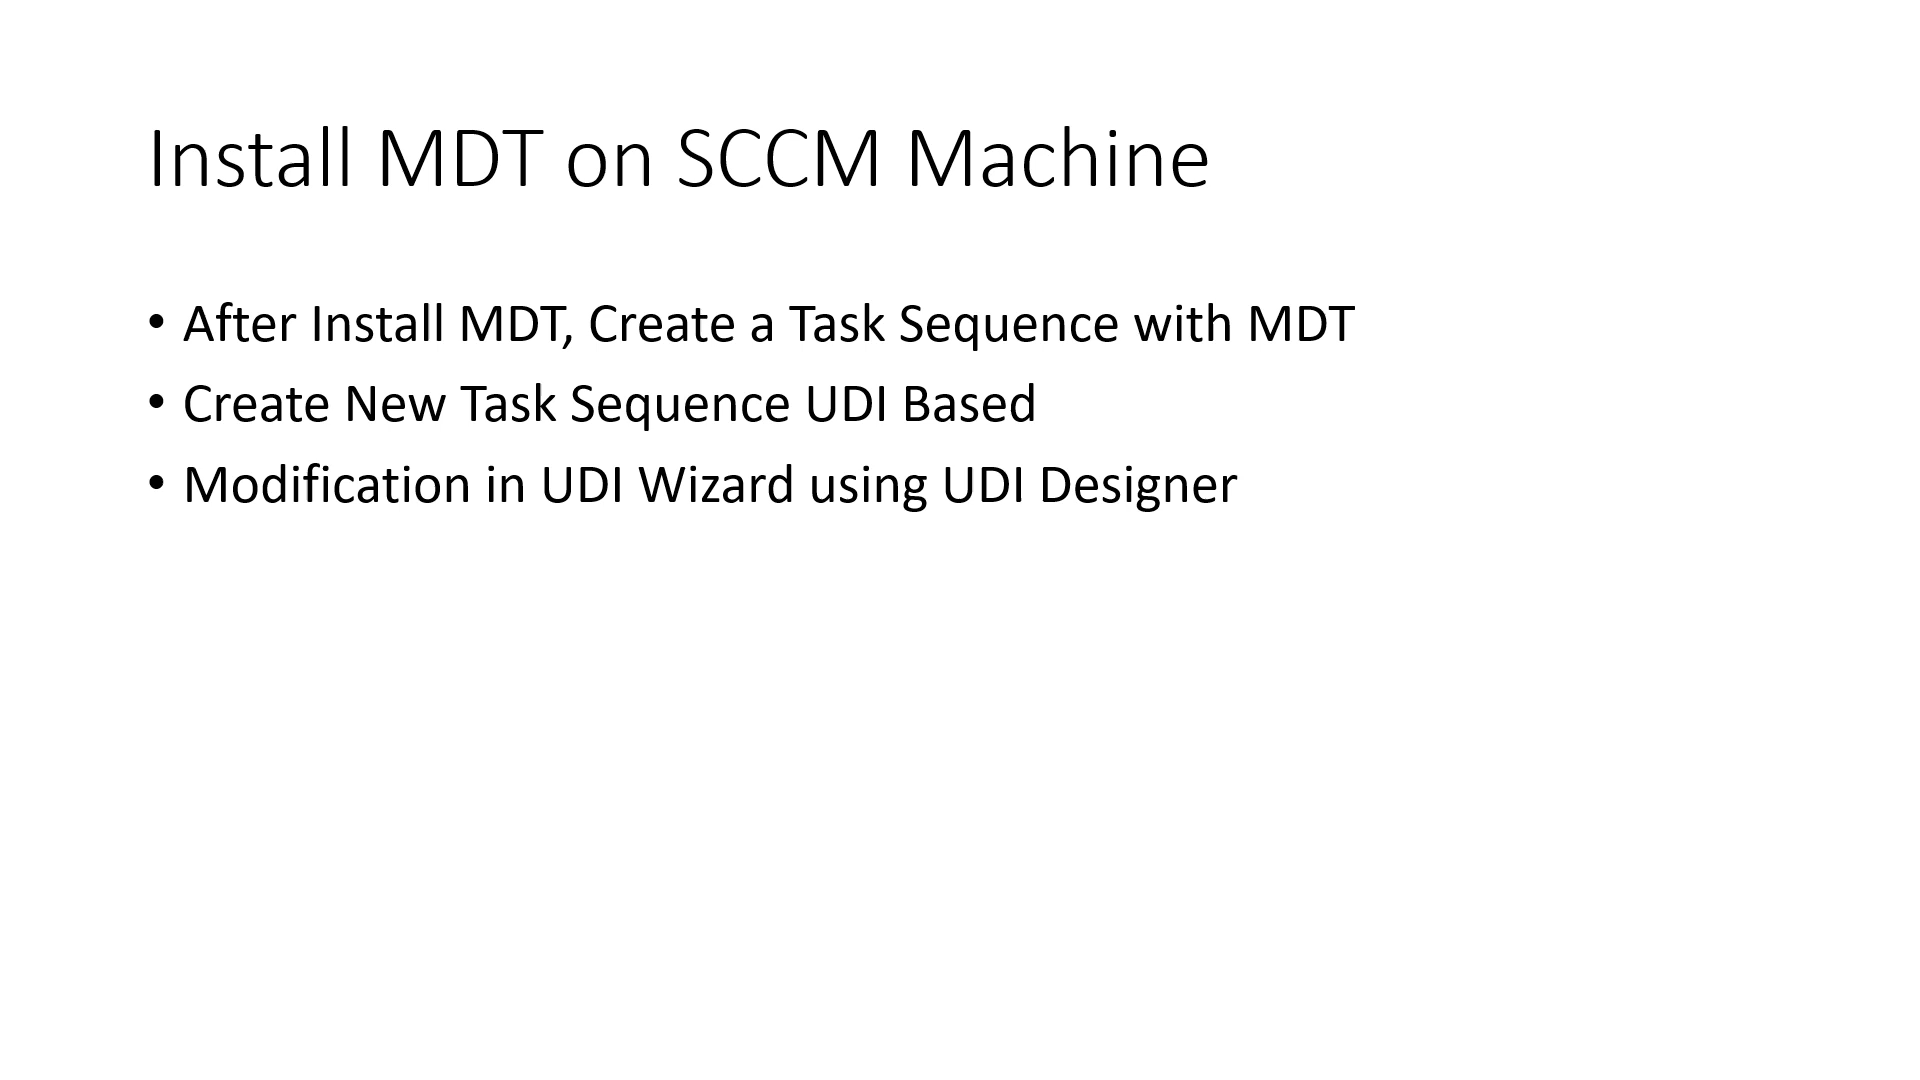 Install MDT on SCCM Machine
• After Install MDT, Create a Task Sequence with MDT
• Create New Task Sequence UDI Based
• Modification in UDI Wizard using UDI Designer